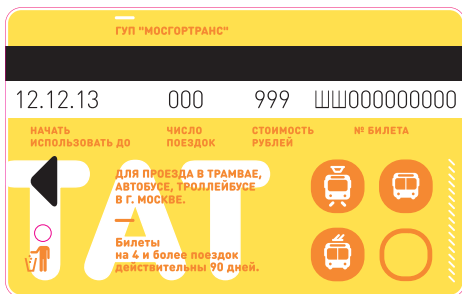 ГУП "МОСГОРТРАНС"
12.12.13 000 999 ШШ000000000
НАЧАТЬ
ИСПОЛЬЗОВАТЬ ДО
ЧИСЛО
ПОЕЗДОК
СТОИМОСТЬ
РУБЛЕЙ
№ БИЛЕТА
ТАТ
ДЛЯ ПРОЕЗДА В ТРАМВАЕ,
АВТОБУСЕ, ТРОЛЛЕЙБУСЕ
В Г. МОСКВЕ.
Билеты
на 4 и более поездок
действительны 90 дней.